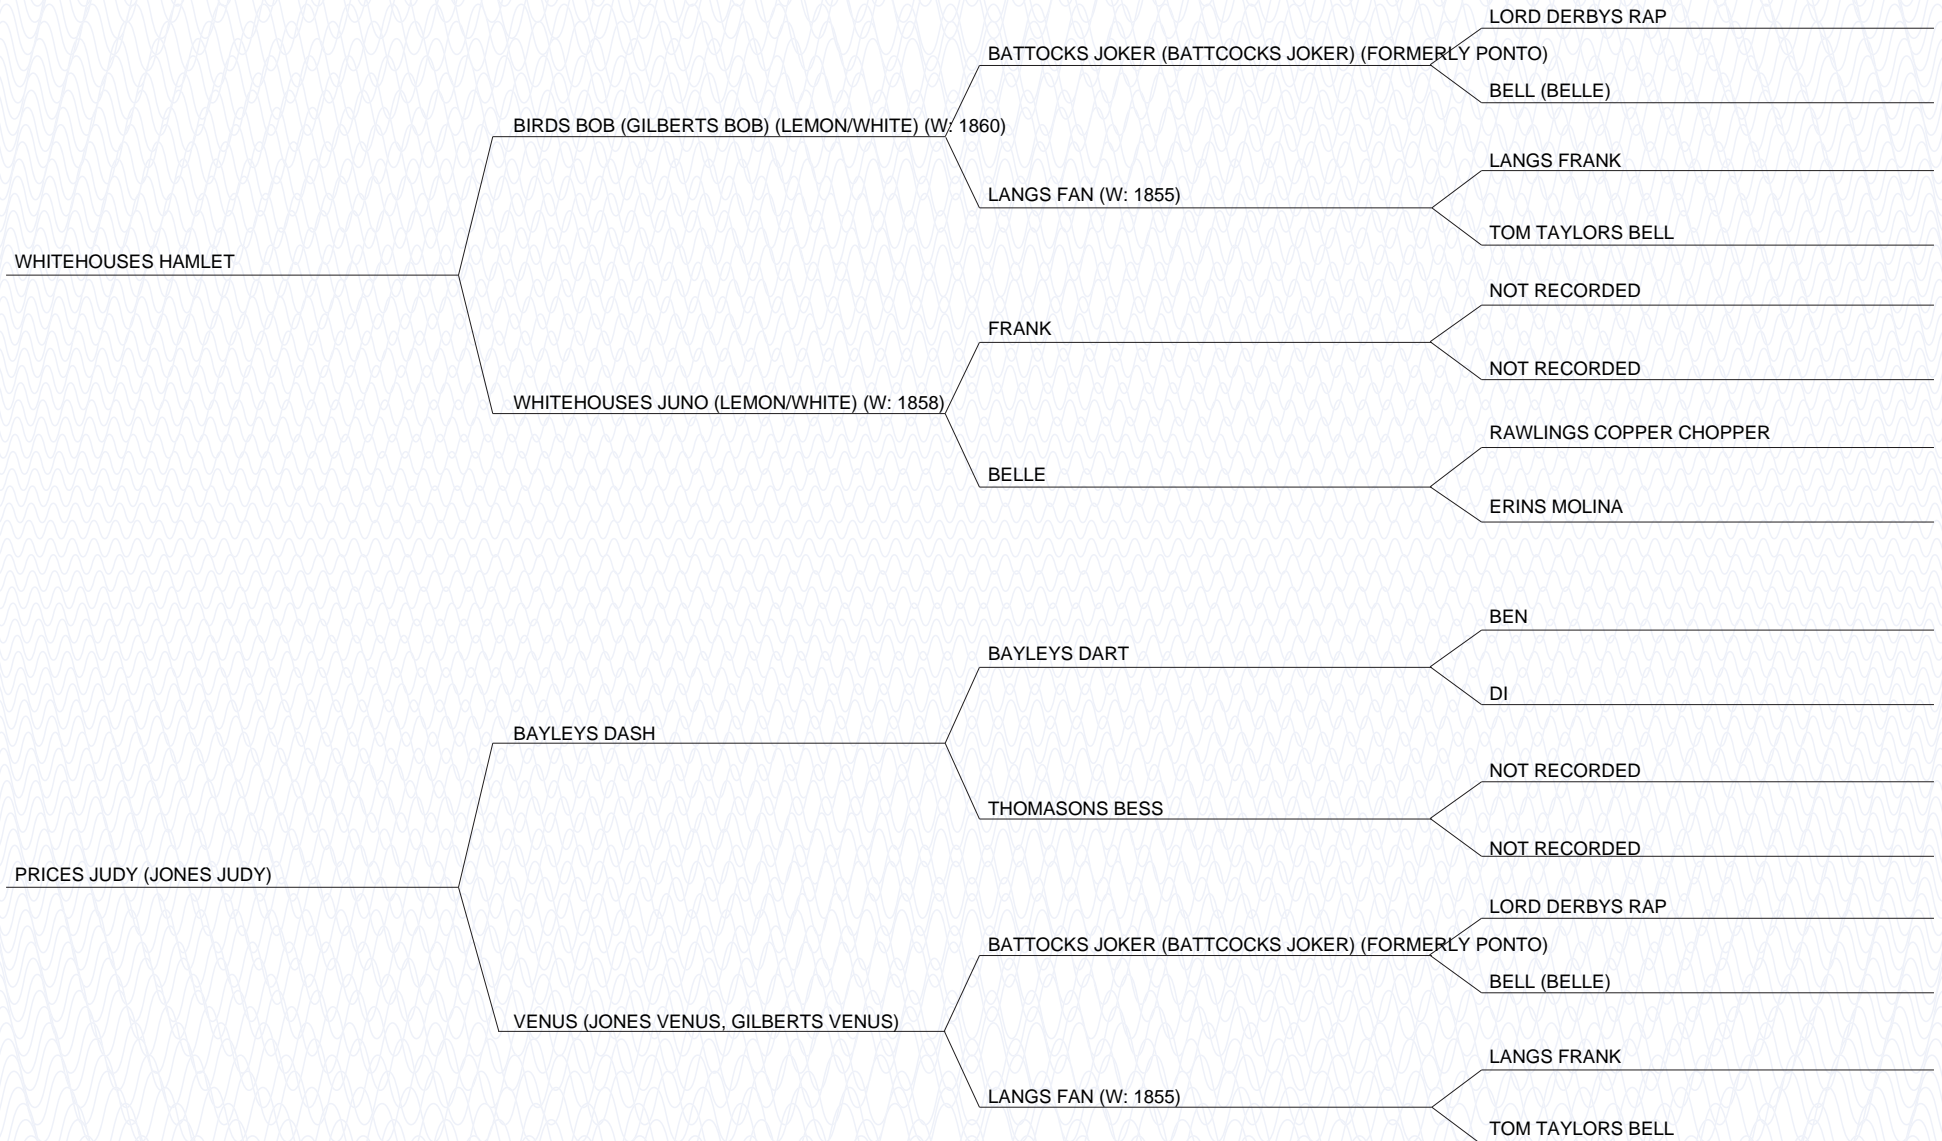 LORD DERBYS RAP
BATTOCKS JOKER (BATTCOCKS JOKER) (FORMERLY PONTO)
BELL (BELLE)
BIRDS BOB (GILBERTS BOB) (LEMON/WHITE) (W: 1860)
LANGS FRANK
LANGS FAN (W: 1855)
TOM TAYLORS BELL
WHITEHOUSES HAMLET
NOT RECORDED
FRANK
NOT RECORDED
WHITEHOUSES JUNO (LEMON/WHITE) (W: 1858)
RAWLINGS COPPER CHOPPER
BELLE
ERINS MOLINA
BEN
BAYLEYS DART
DI
BAYLEYS DASH
NOT RECORDED
THOMASONS BESS
NOT RECORDED
PRICES JUDY (JONES JUDY)
LORD DERBYS RAP
BATTOCKS JOKER (BATTCOCKS JOKER) (FORMERLY PONTO)
BELL (BELLE)
VENUS (JONES VENUS, GILBERTS VENUS)
LANGS FRANK
LANGS FAN (W: 1855)
TOM TAYLORS BELL